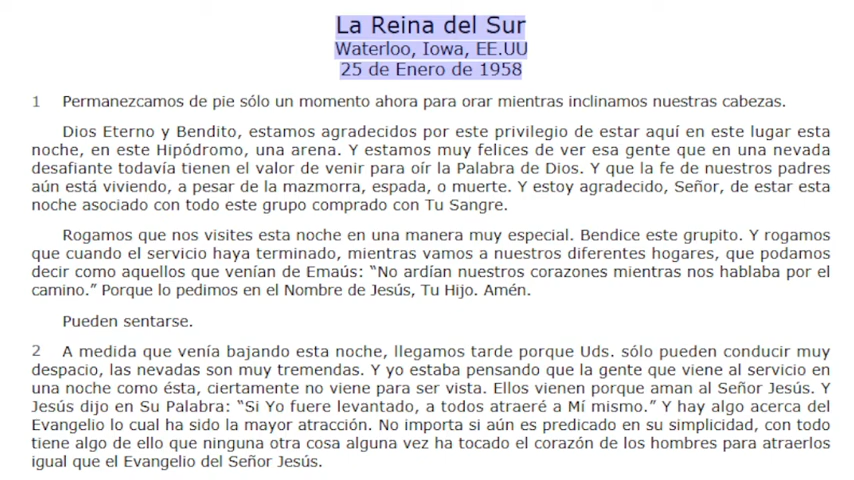 La Reina del Sur
Waterloo, Iowa, EE.UU
25 de Enero de 1958
1 Permanezcamos de pie sólo un momento ahora para orar mientras inclinamos nuestras cabezas.
Dios Eterno y Bendito, estamos agradecidos por este privilegio de estar aquí en este lugar esta
noche, en este Hipódromo, una arena. Y estamos muy felices de ver esa gente que en una nevada
desafiante todavía tienen el valor de venir para oír la Palabra de Dios. Y que la fe de nuestros padres
aún está viviendo, a pesar de la mazmorra, espada, o muerte. Y estoy agradecido, Señor, de estar esta
noche asociado con todo este grupo comprado con Tu Sangre.
Rogamos que nos visites esta noche en una manera muy especial. Bendice este grupito. Y rogamos
que cuando el servicio haya terminado, mientras vamos a nuestros diferentes hogares, que podamos
decir como aquellos que venían de Emaús: “No ardían nuestros corazones mientras nos hablaba por el
camino.” Porque lo pedimos en el Nombre de Jesús, Tu Hijo. Amén.
Pueden sentarse.
2 A medida que venía bajando esta noche, llegamos tarde porque Uds. sólo pueden conducir muy
despacio, las nevadas son muy tremendas. Y yo estaba pensando que la gente que viene al servicio en
una noche como ésta, ciertamente no viene para ser vista. Ellos vienen porque aman al Señor Jesús. Y
Jesús dijo en Su Palabra: “Si Yo fuere levantado, a todos atraeré a Mí mismo.” Y hay algo acerca del
Evangelio lo cual ha sido la mayor atracción. No importa si aún es predicado en su simplicidad, con todo
tiene algo de ello que ninguna otra cosa alguna vez ha tocado el corazón de los hombres para atraerlos
igual que el Evangelio del Señor Jesús.